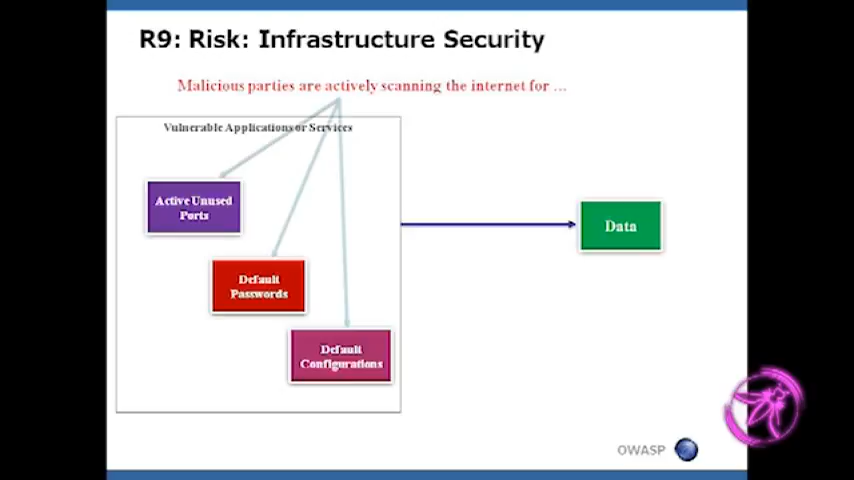 R9: Risk: Infrastructure Security
Malicious parties are actively scanning the internet for ...
Vulnerable Applications or Services
Active Unused
Ports
Default
Passwords
Default
Configurations
Data
OWASP